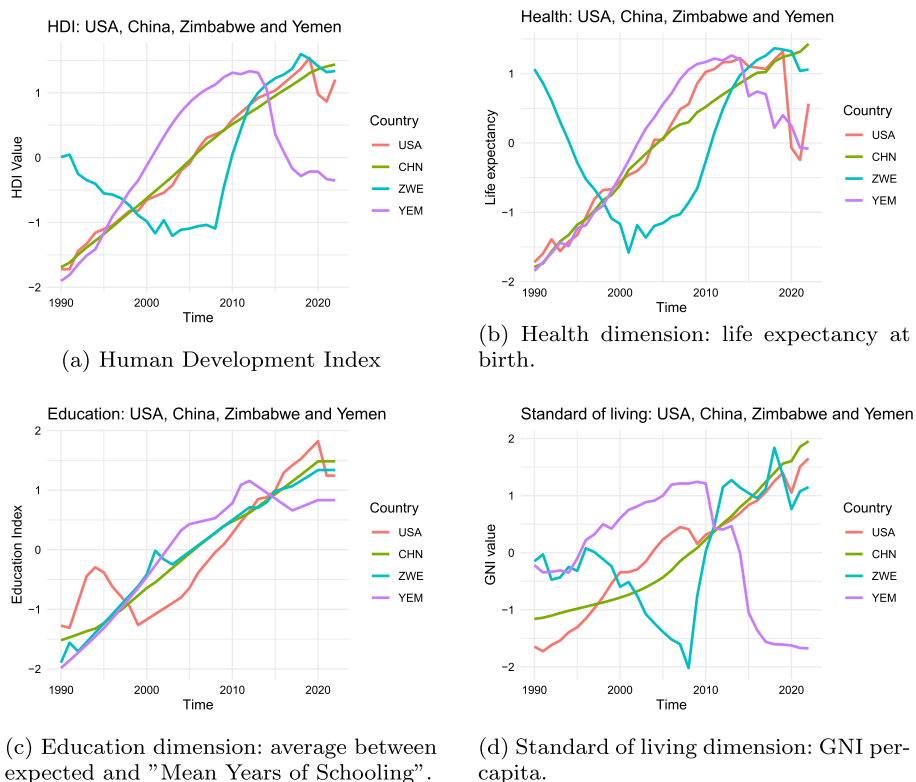 HDI: USA, China, Zimbabwe and Yemen
HDI Value
1
0
−1
−2
1990
2000
2010
2020
Time
Country
USA
CHN
ZWE
YEM
(a) Human Development Index
Health: USA, China, Zimbabwe and Yemen
Life expectancy
1
0
−1
−2
1990
2000
2010
2020
Time
Country
USA
CHN
ZWE
YEM
(b) Health dimension: life expectancy at
birth.
Education: USA, China, Zimbabwe and Yemen
Education Index
2
1
0
−1
−2
1990
2000
2010
2020
Time
Country
USA
CHN
ZWE
YEM
(c) Education dimension: average between
expected and ”Mean Years of Schooling”.
Standard of living: USA, China, Zimbabwe and Yemen
GNI value
2
1
0
−1
−2
1990
2000
2010
2020
Time
Country
USA
CHN
ZWE
YEM
(d) Standard of living dimension: GNI per-
capita.